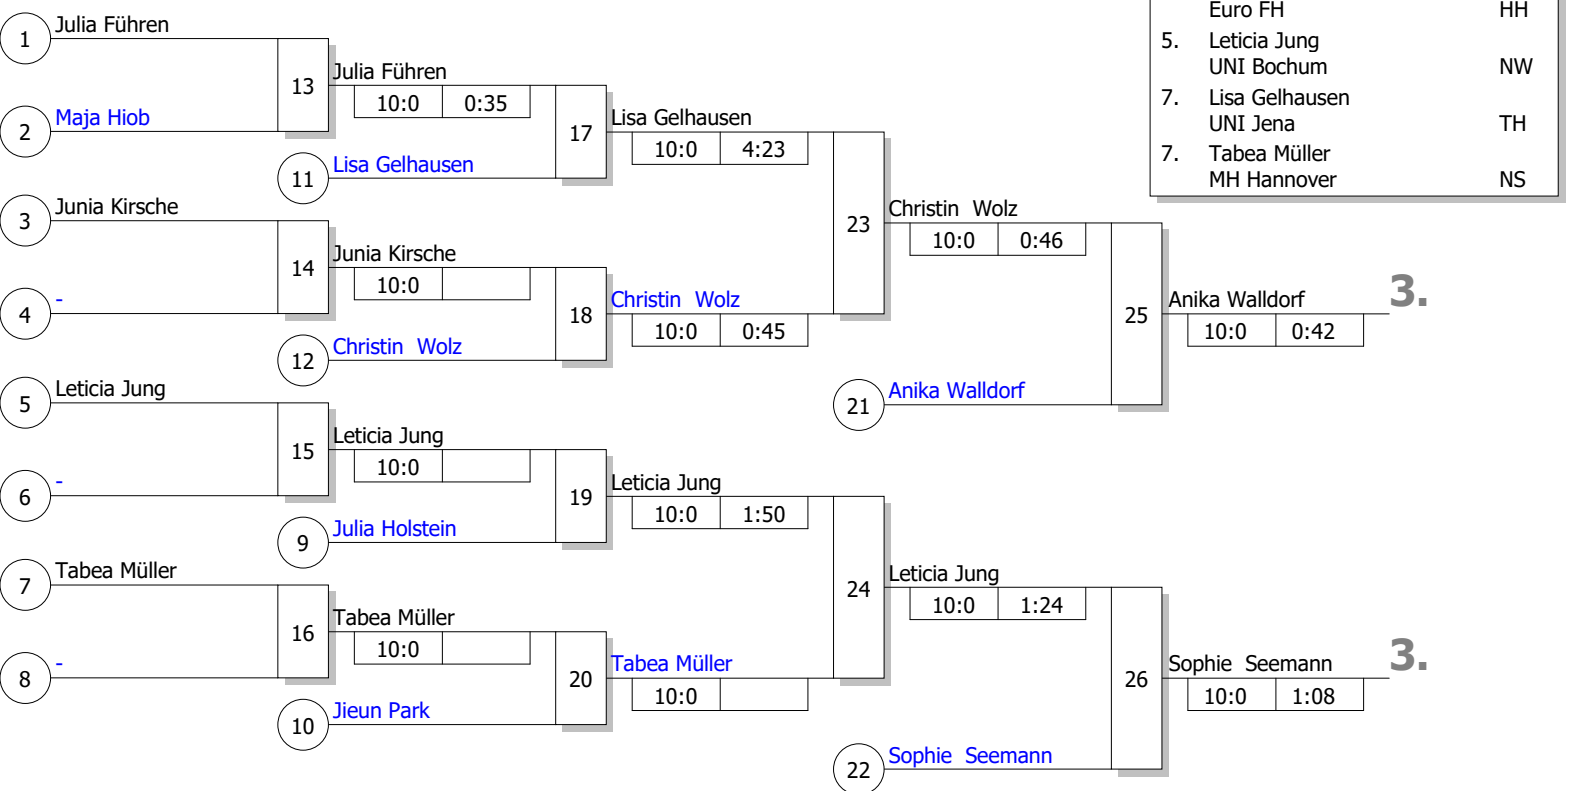 1
Julia Führen
2
Maja Hiob
3
Junia Kirsche
4
-
5
Leticia Jung
6
-
7
Tabea Müller
8
-
13
Julia Führen
10:0 0:35
11
Lisa Gelhausen
14
Junia Kirsche
10:0
12
Christin Wolz
15
Leticia Jung
10:0
9
Julia Holstein
16
Tabea Müller
10:0
10
Jieun Park
17
Lisa Gelhausen
10:0 4:23
18
Christin Wolz
10:0 0:45
19
Leticia Jung
10:0 1:50
20
Tabea Müller
10:0
23
Christin Wolz
10:0 0:46
21
Anika Walldorf
24
Leticia Jung
10:0 1:24
22
Sophie Seemann
25
Anika Walldorf
10:0 0:42
3.
26
Sophie Seemann
10:0 1:08
3.
Euro FH HH
5. Leticia Jung
UNI Bochum NW
7. Lisa Gelhausen
UNI Jena TH
7. Tabea Müller
MH Hannover NS